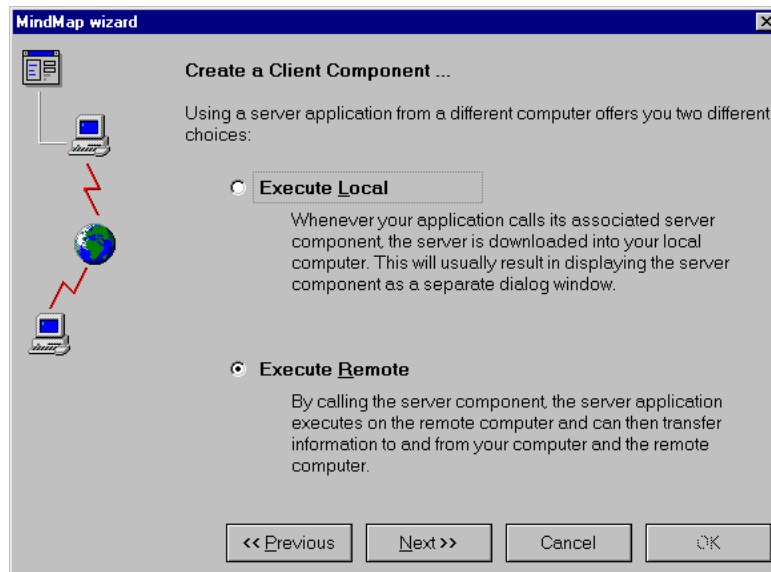 MindMap wizard
Create a Client Component ...
Using a server application from a different computer offers you two different
choices:
Execute Local
Whenever your application calls its associated server
component, the server is downloaded into your local
computer. This will usually result in displaying the server
component as a separate dialog window.
Execute Remote
By calling the server component, the server application
executes on the remote computer and can then transfer
information to and from your computer and the remote
computer.
<< Previous Next >> Cancel OK